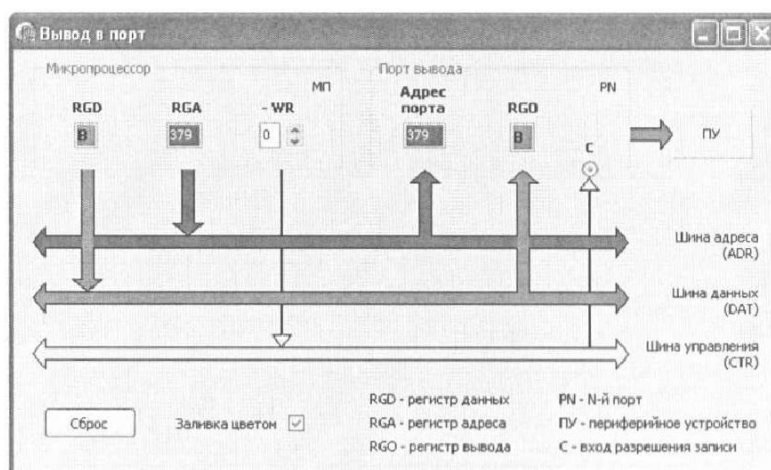 Вывод в порт
Микропроцессор
МП
RGD
RGA
- WR
B
379
0
Порт вывода
PN
Адрес
порта
RGO
379
B
C
ПУ
Шина адреса
(ADR)
Шина данных
(DAT)
Шина управления
(CTR)
Сброс
Заливка цветом
RGD - регистр данных
RGA - регистр адреса
RGO - регистр вывода
PN - N-й порт
ПУ - периферийное устройство
C - вход разрешения записи